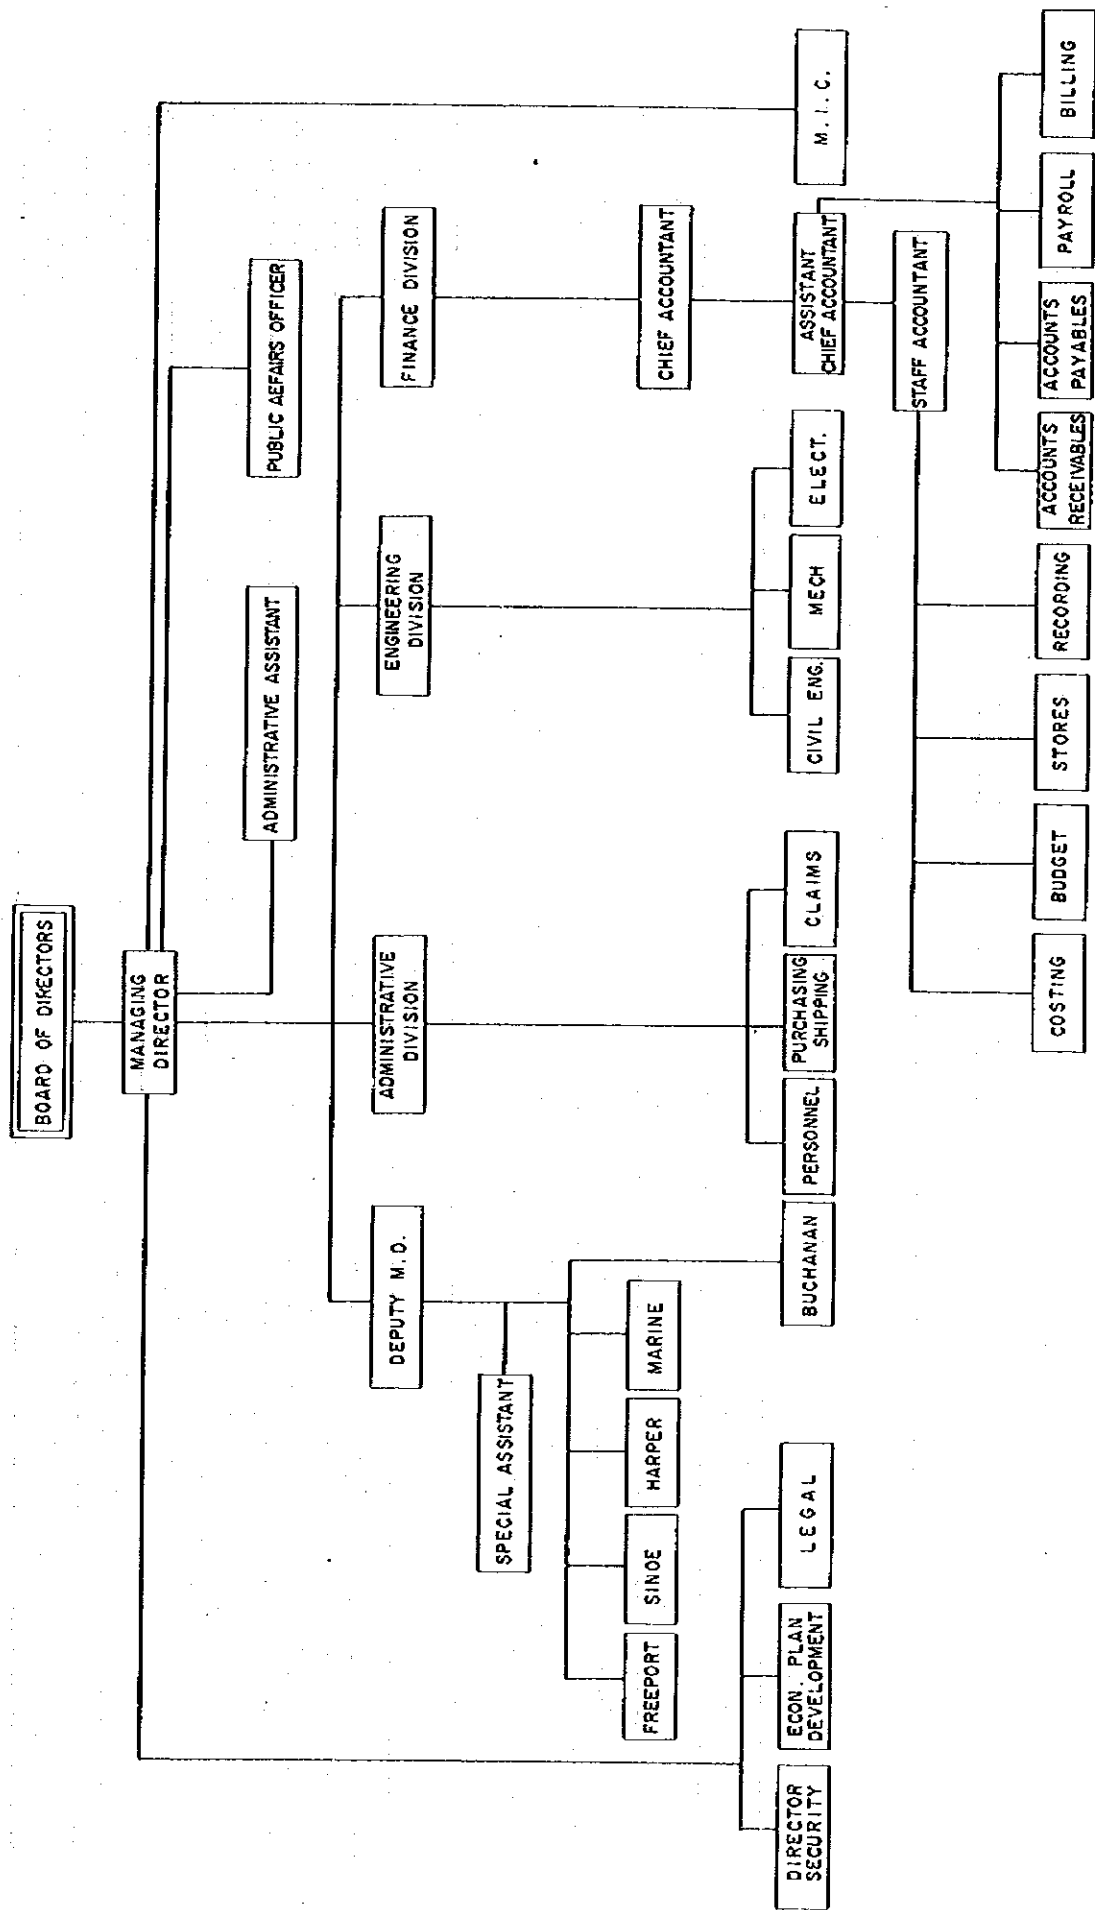 BOARD OF DIRECTORS
MANAGING
DIRECTOR
ADMINISTRATIVE ASSISTANT
PUBLIC AEFAIRS OFFICER
DEPUTY M.D.
ADMINISTRATIVE
DIVISION
ENGINEERING
DIVISION
FINANCE DIVISION
SPECIAL ASSISTANT
FREEPORT
SINOE
HARPER
MARINE
CHIEF ACCOUNTANT
DIRECTOR
SECURITY
ECON. PLAN
DEVELOPMENT
LEGAL
BUCHANAN
PERSONNEL
PURCHASING
SHIPPING
CLAIMS
CIVIL ENG.
MECH
ELECT.
ASSISTANT
CHIEF ACCOUNTANT
M. I. C.
STAFF ACCOUNTANT
COSTING
BUDGET
STORES
RECORDING
ACCOUNTS
RECEIVABLES
ACCOUNTS
PAYABLES
PAYROLL
BILLING